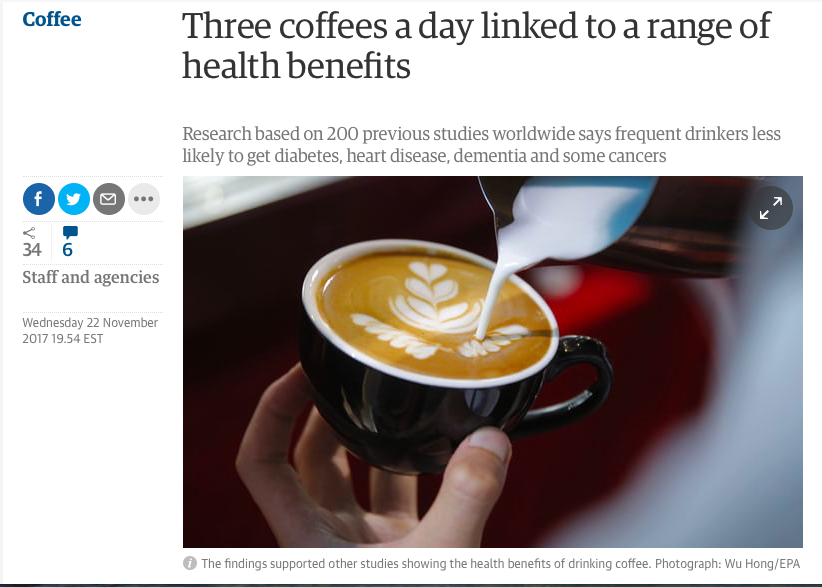 Coffee
Three coffees a day linked to a range of
health benefits
Research based on 200 previous studies worldwide says frequent drinkers less
likely to get diabetes, heart disease, dementia and some cancers
34
6
Staff and agencies
Wednesday 22 November
2017 19.54 EST
The findings supported other studies showing the health benefits of drinking coffee. Photograph: Wu Hong/EPA